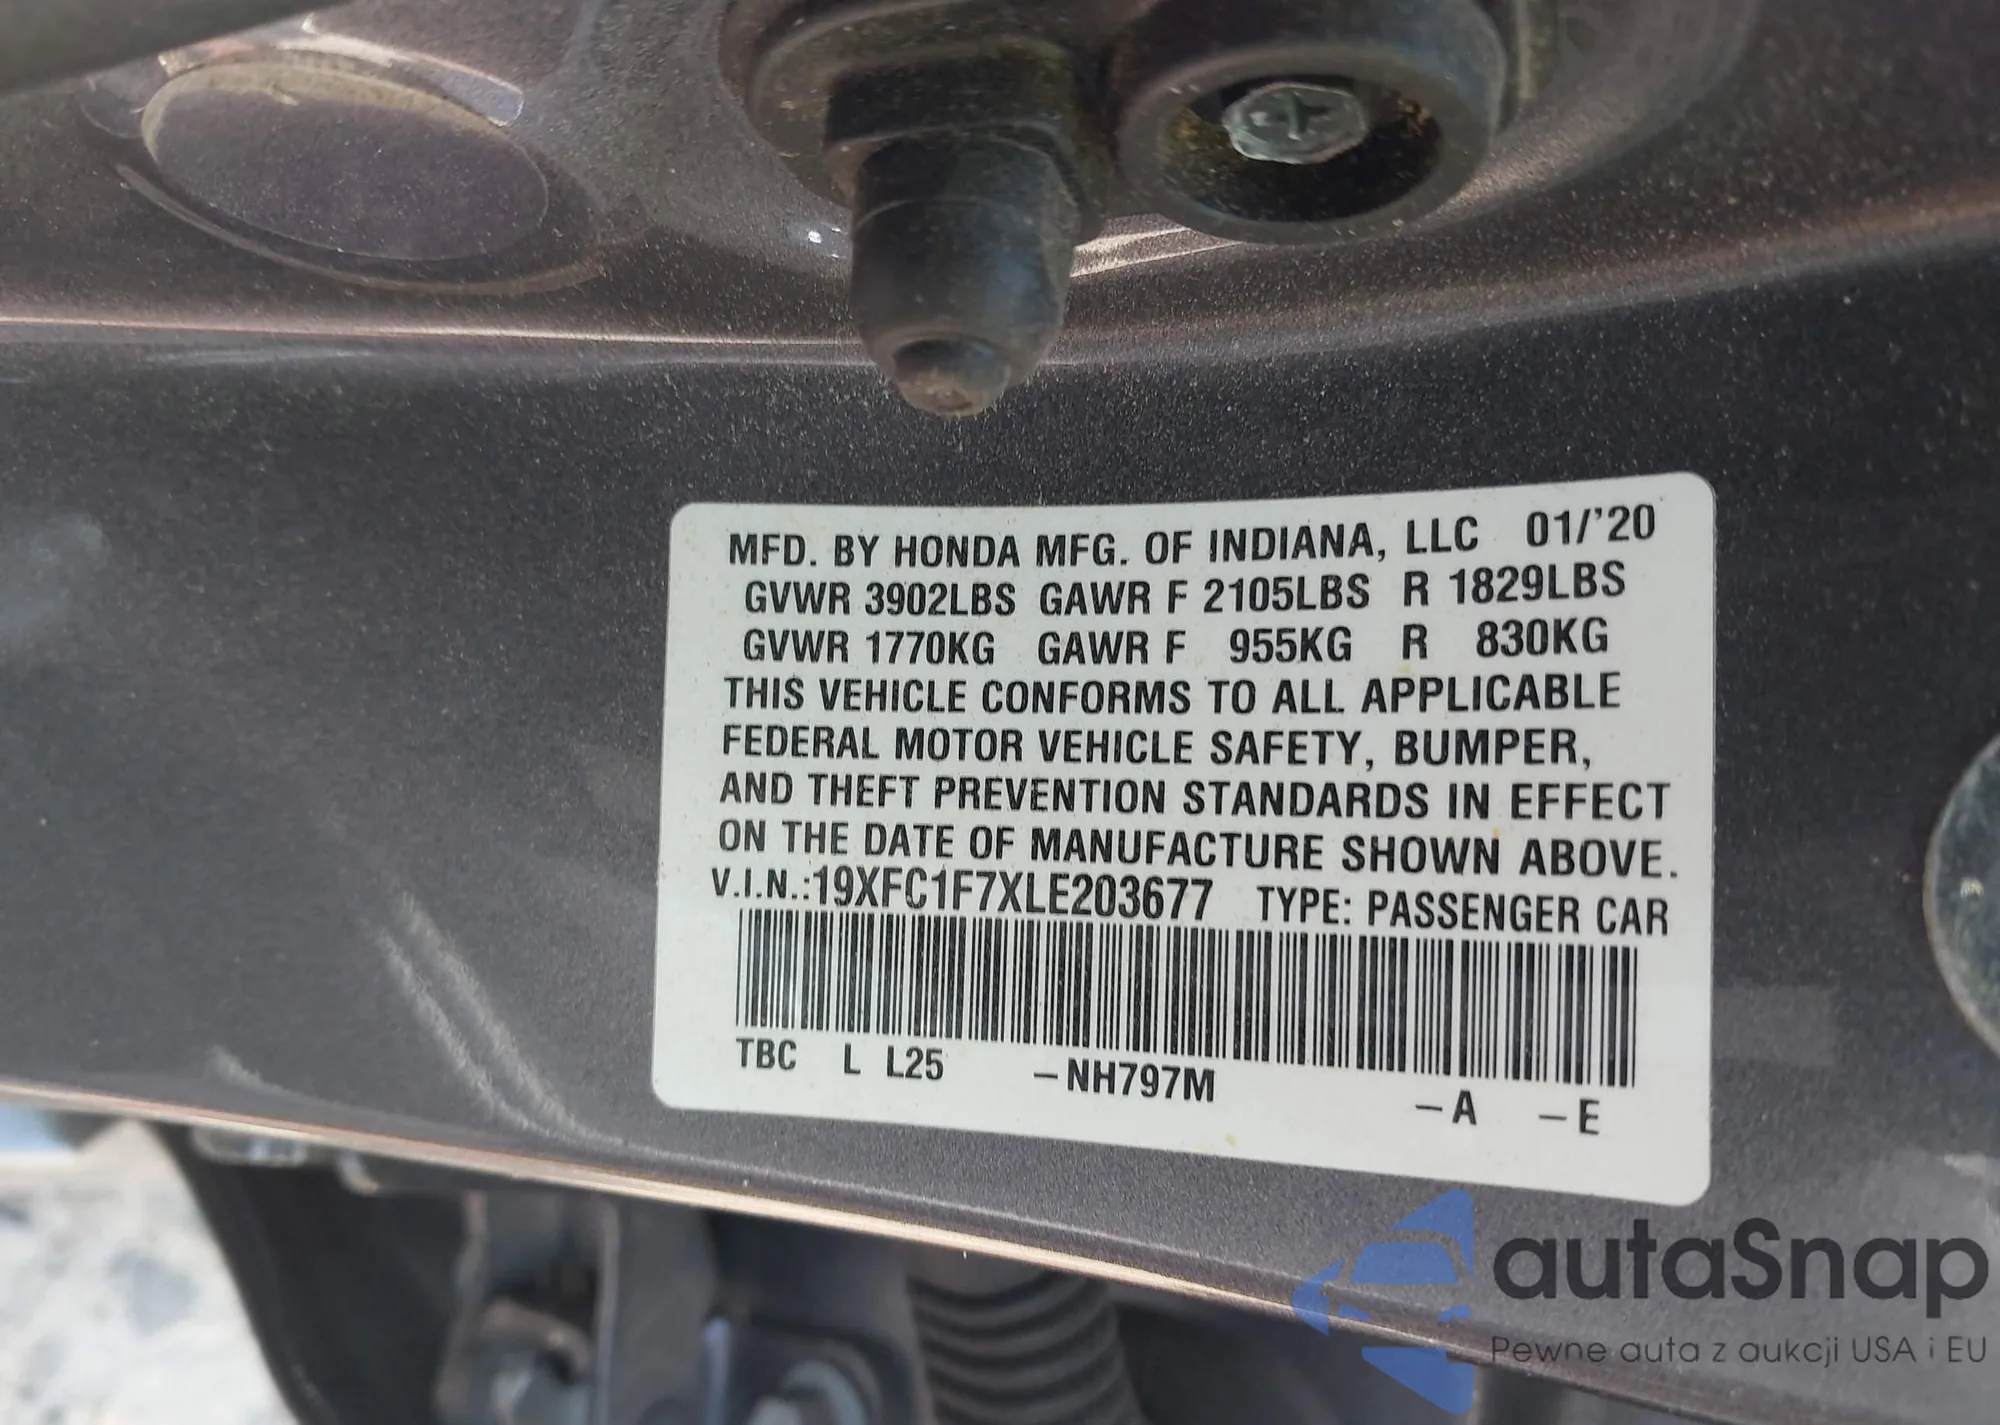 MFD. BY HONDA MFG. OF INDIANA, LLC 01/'20
GVWR 3902LBS GAWR F 2105LBS R 1829LBS
GVWR 1770KG GAWR F 955KG R 830KG
THIS VEHICLE CONFORMS TO ALL APPLICABLE
FEDERAL MOTOR VEHICLE SAFETY, BUMPER,
AND THEFT PREVENTION STANDARDS IN EFFECT
ON THE DATE OF MANUFACTURE SHOWN ABOVE.
V.I.N.:19XFC1F7XLE203677 TYPE: PASSENGER CAR
TBC L L25 –NH797M –A –E
autaSnap
Pewne auta z aukcji USA i EU